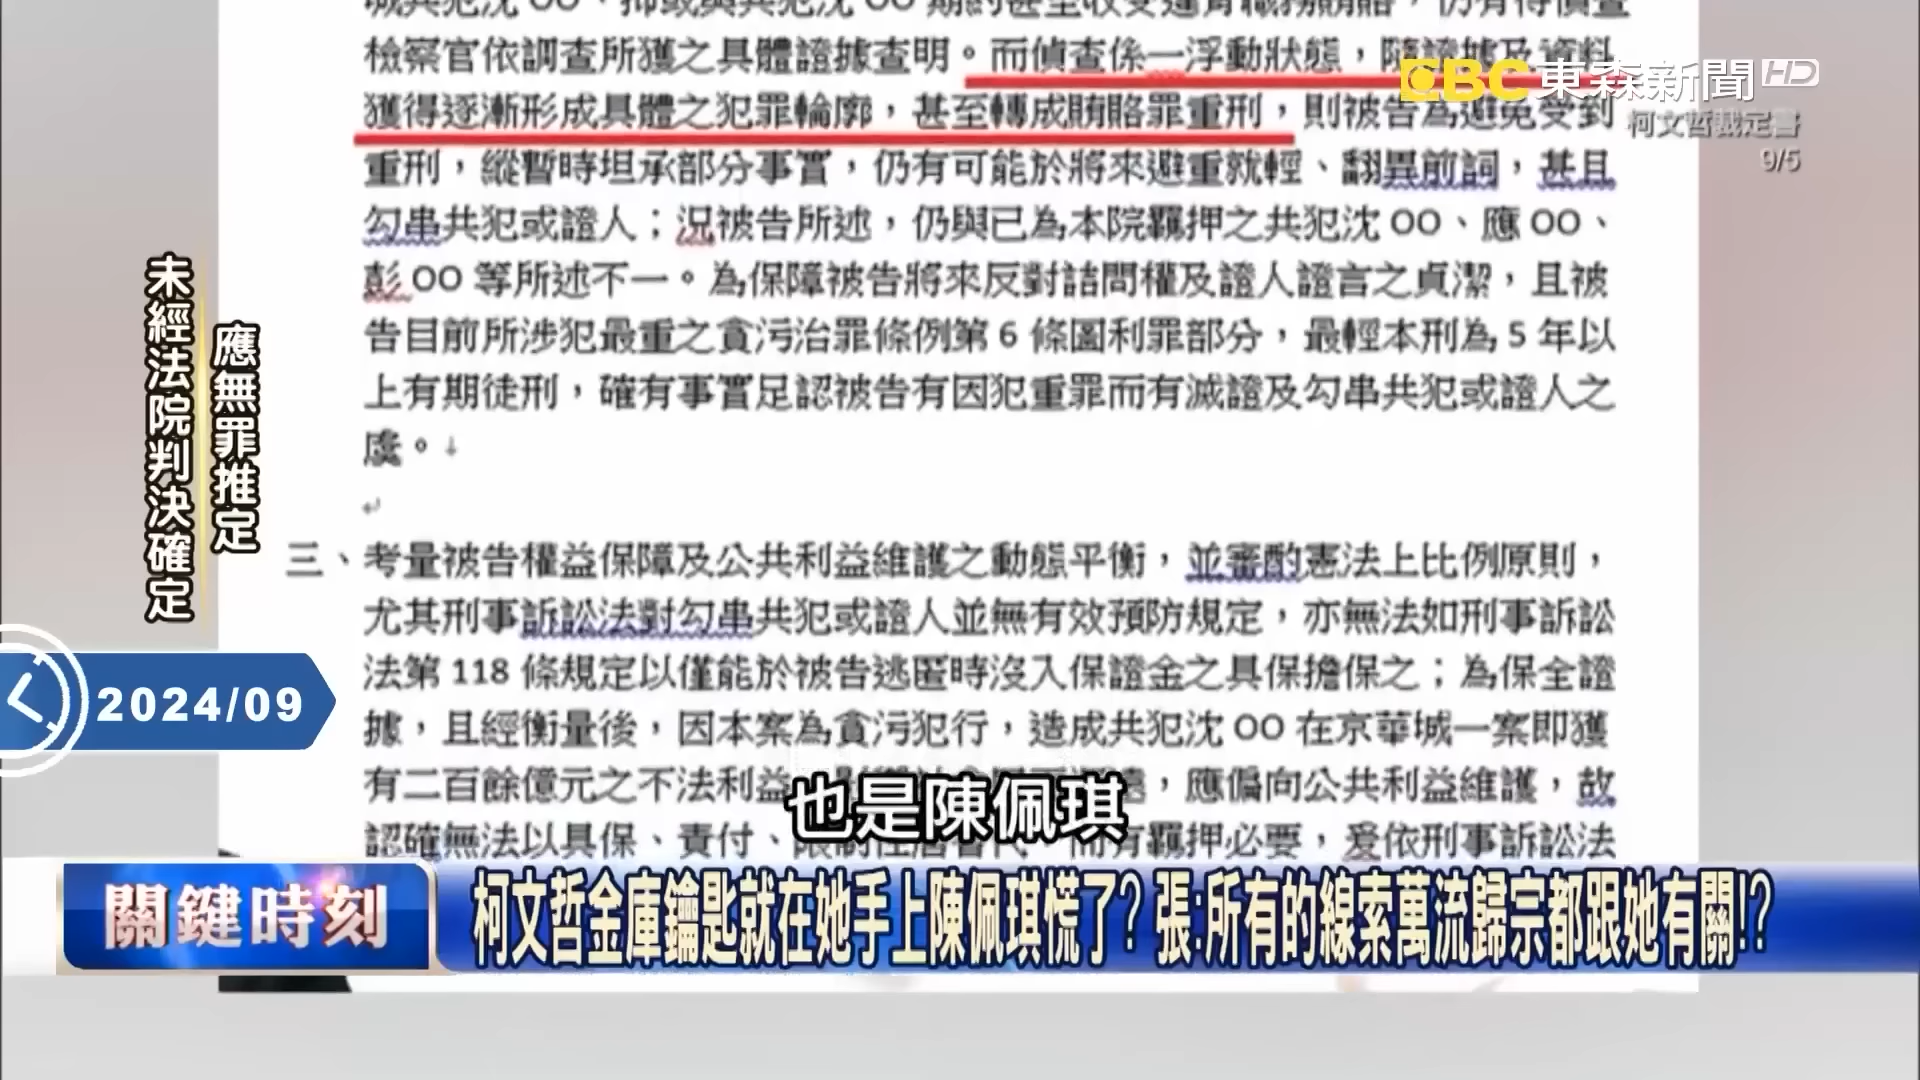 檢察官依調查所獲之具體證據查明。而偵查係一浮動狀態，隨證據及資料
獲得逐漸形成具體之犯罪輪廓，甚至轉成賄賂罪重刑，則被告為避免受到
重刑，縱暫時坦承部分事實，仍有可能於將來避重就輕、翻異前詞，甚且
勾串共犯或證人；況被告所述，仍與已為本院羈押之共犯沈OO、應OO、
彭OO等所述不一。為保障被告將來反對詰問權及證人證言之貞潔，且被
告目前所涉犯最重之貪污治罪條例第6條圖利罪部分，最輕本刑為5年以
上有期徒刑，確有事實足認被告有因犯重罪而有滅證及勾串共犯或證人之
虞。
三、考量被告權益保障及公共利益維護之動態平衡，並審酌憲法上比例原則，
尤其刑事訴訟法對勾串共犯或證人並無有效預防規定，亦無法如刑事訴訟
法第118條規定以僅能於被告逃匿時沒入保證金之具保擔保之；為保全證
據，且經衡量後，因本案為貪污犯行，造成共犯沈OO在京華城一案即獲
有二百餘億元之不法利益，應偏向公共利益維護，故
認確無法以具保、責付、限制住居替代，而有羈押必要，爰依刑事訴訟法
EBC東森新聞HD
柯文哲裁定書
9/5
應無罪推定
未經法院判決確定
2024/09
也是陳佩琪
關鍵時刻
柯文哲金庫鑰匙就在她手上陳佩琪慌了？張：所有的線索萬流歸宗都跟她有關！？